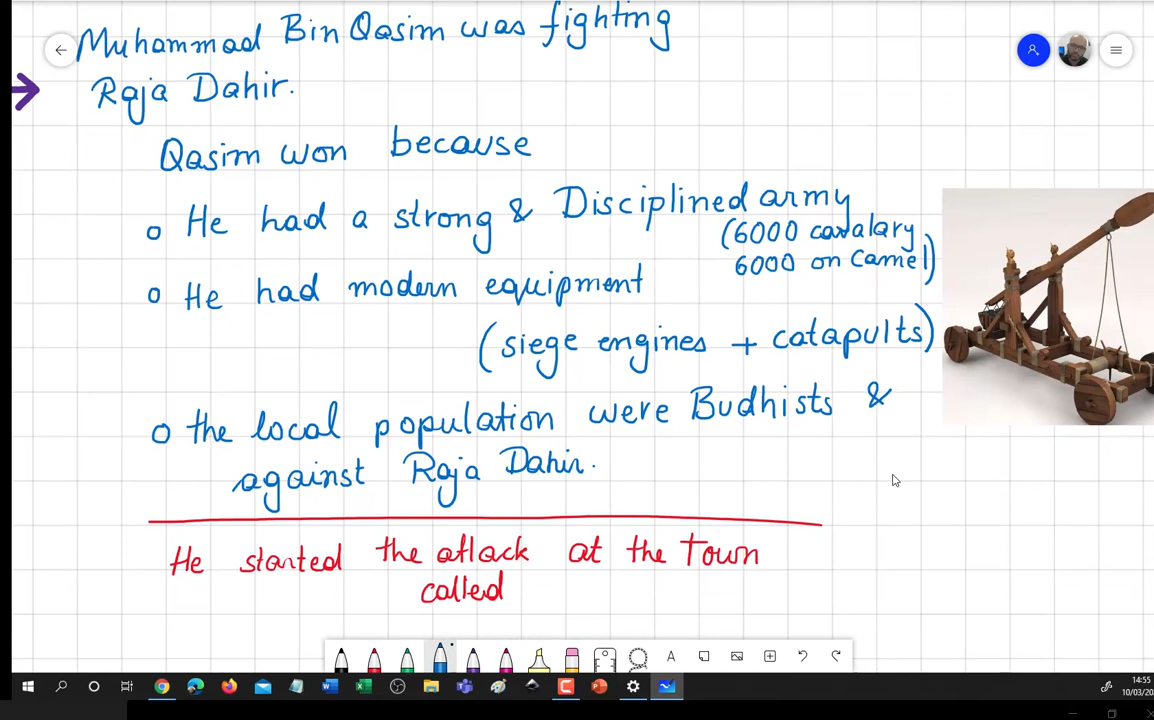 Muhammad Bin Qasim was fighting
Raja Dahir.
Qasim won because
o He had a strong & Disciplined army
(6000 cavalary
6000 on camel)
o He had modern equipment
(siege engines + catapults)
o the local population were Budhists &
against Raja Dahir.
He started the attack at the Town
called
14:55